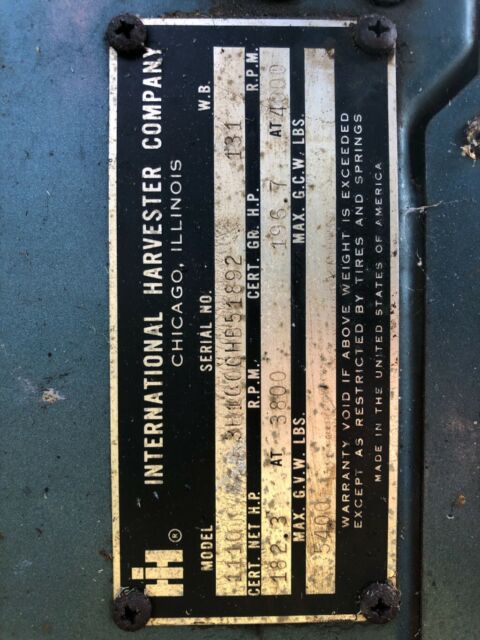 IH ®
INTERNATIONAL HARVESTER COMPANY
CHICAGO, ILLINOIS
MODEL SERIAL NO. W.B.
131
CERT. NET H.P. R.P.M. CERT. GR. H.P. R.P.M.
182.3 AT 3800 196.7 AT 4000
MAX. G.V.W. LBS. MAX. G.C.W. LBS.
5400
WARRANTY VOID IF ABOVE WEIGHT IS EXCEEDED
EXCEPT AS RESTRICTED BY TIRES AND SPRINGS
MADE IN THE UNITED STATES OF AMERICA